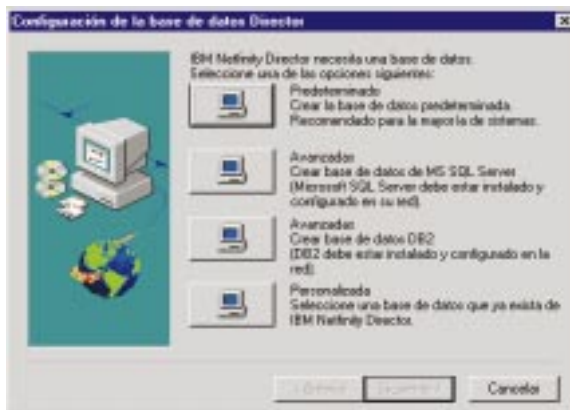 Configuración de la base de datos Director
IBM Netfinity Director necesita una base de datos.
Seleccione una de las opciones siguientes:
Predeterminado
Crear la base de datos predeterminada.
Recomendado para la mayoría de sistemas.
Avanzadas
Crear base de datos de MS SQL Server
(Microsoft SQL Server debe estar instalado y
configurado en su red).
Avanzadas
Crear base de datos DB2
(DB2 debe estar instalado y configurado en la
red).
Personalizada
Seleccione una base de datos que ya exista de
IBM Netfinity Director.
Cancelar